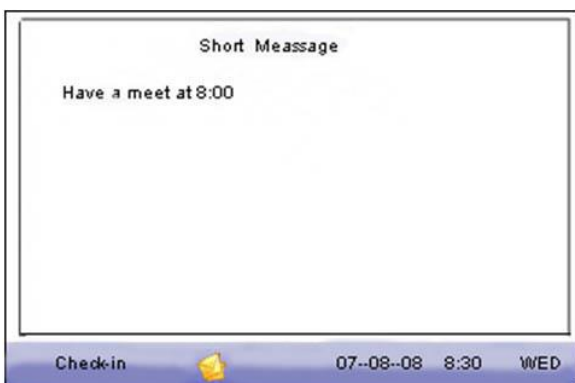 Short Meassage
Have a meet at 8:00
Check-in 07--08--08 8:30 WED